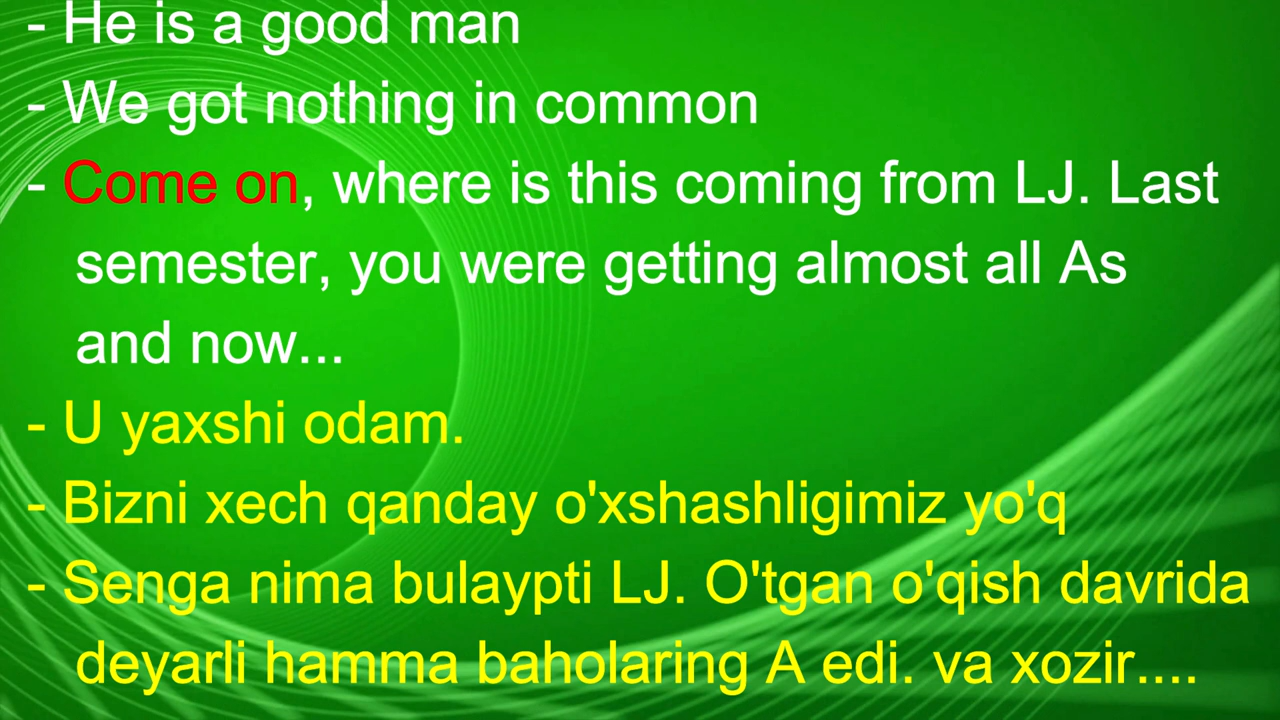 - He is a good man
- We got nothing in common
- Come on, where is this coming from LJ. Last
semester, you were getting almost all As
and now...
- U yaxshi odam.
- Bizni xech qanday o'xshashligimiz yo'q
- Senga nima bulaypti LJ. O'tgan o'qish davrida
deyarli hamma baholaring A edi. va xozir....